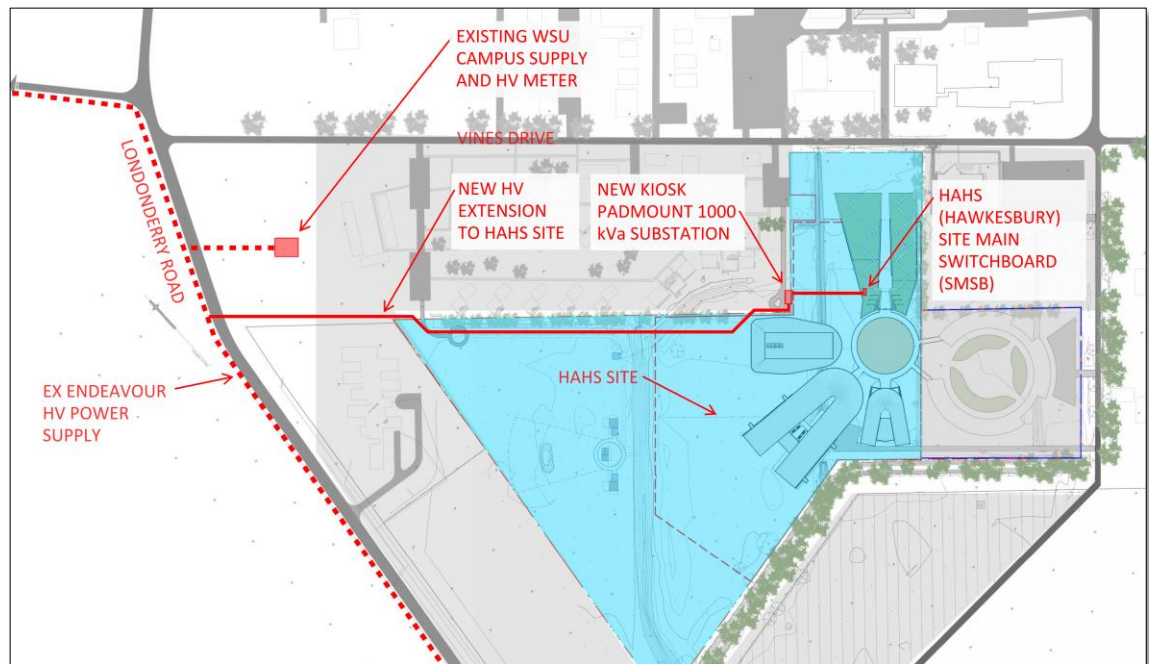 EXISTING WSU
CAMPUS SUPPLY
AND HV METER
VINES DRIVE
LONDONDERRY ROAD
NEW HV
EXTENSION
TO HAHS SITE
NEW KIOSK
PADMOUNT 1000
kVa SUBSTATION
HAHS
(HAWKESBURY)
SITE MAIN
SWITCHBOARD
(SMSB)
EX ENDEAVOUR
HV POWER
SUPPLY
HAHS SITE